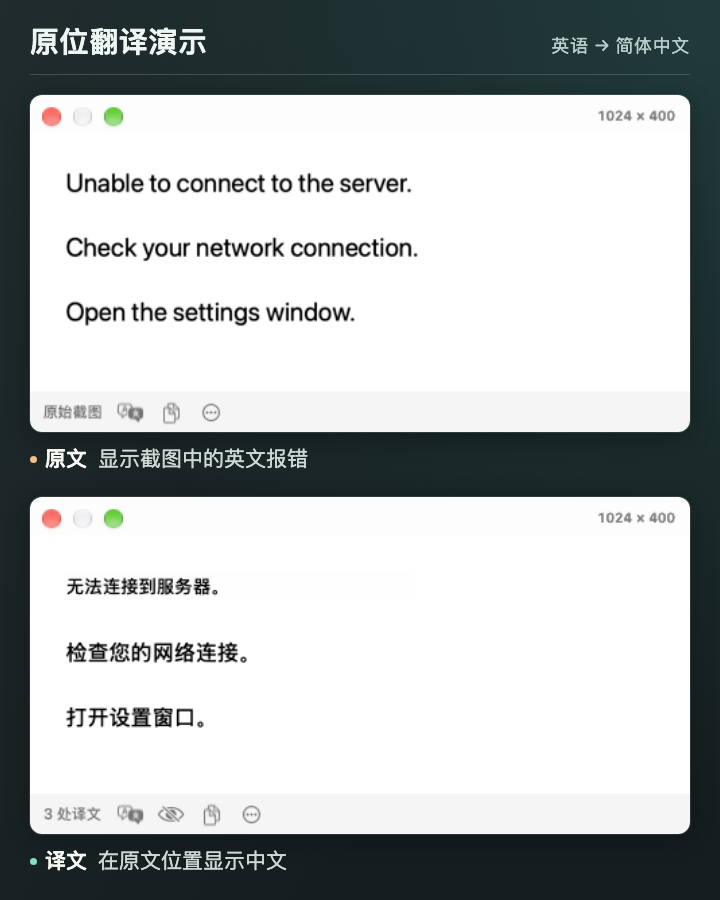 原位翻译演示
英语 → 简体中文
1024 × 400
Unable to connect to the server.
Check your network connection.
Open the settings window.
原始截图
原文 显示截图中的英文报错
1024 × 400
无法连接到服务器。
检查您的网络连接。
打开设置窗口。
3 处译文
译文 在原文位置显示中文